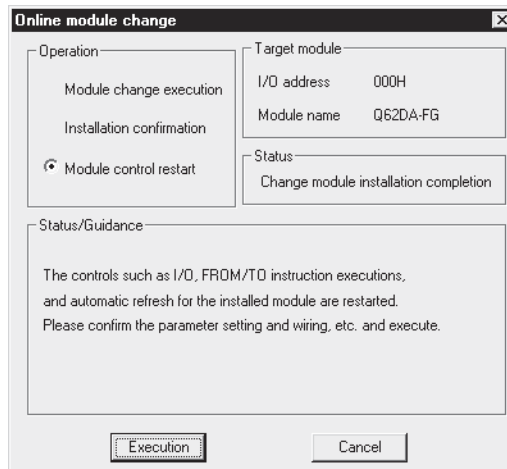 Online module change
Operation
Module change execution
Installation confirmation
Module control restart
Target module
I/O address 000H
Module name Q62DA-FG
Status
Change module installation completion
Status/Guidance
The controls such as I/O, FROM/TO instruction executions,
and automatic refresh for the installed module are restarted.
Please confirm the parameter setting and wiring, etc. and execute.
Execution
Cancel